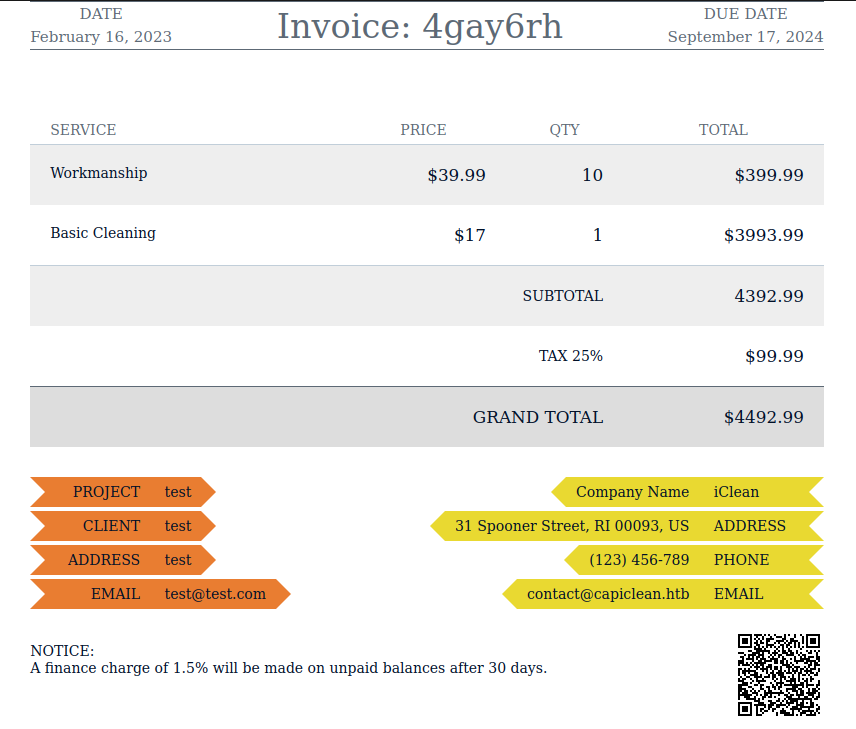 DATE
February 16, 2023
Invoice: 4gay6rh
DUE DATE
September 17, 2024
SERVICE PRICE QTY TOTAL
Workmanship $39.99 10 $399.99
Basic Cleaning $17 1 $3993.99
SUBTOTAL 4392.99
TAX 25% $99.99
GRAND TOTAL $4492.99
PROJECT test
CLIENT test
ADDRESS test
EMAIL test@test.com
Company Name iClean
31 Spooner Street, RI 00093, US ADDRESS
(123) 456-789 PHONE
contact@capiclean.htb EMAIL
NOTICE:
A finance charge of 1.5% will be made on unpaid balances after 30 days.